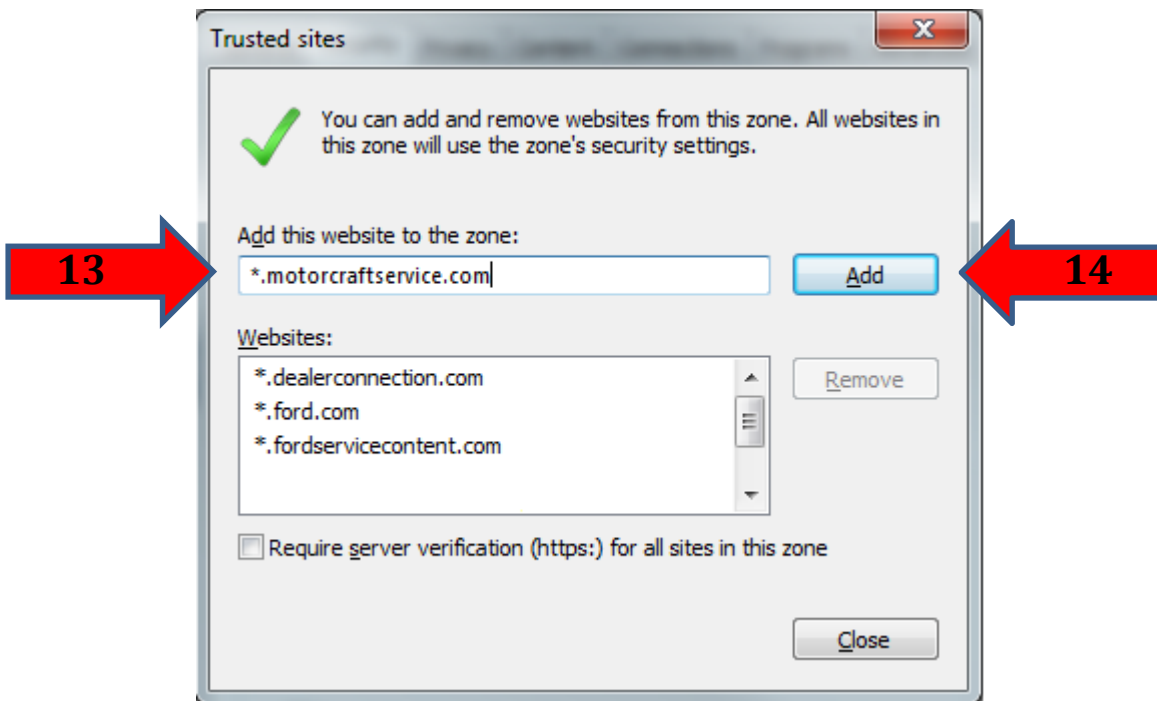 Trusted sites
You can add and remove websites from this zone. All websites in
this zone will use the zone's security settings.
Add this website to the zone:
13
*.motorcraftservice.com
Add
14
Websites:
*.dealerconnection.com
Remove
*.ford.com
*.fordservicecontent.com
Require server verification (https:) for all sites in this zone
Close